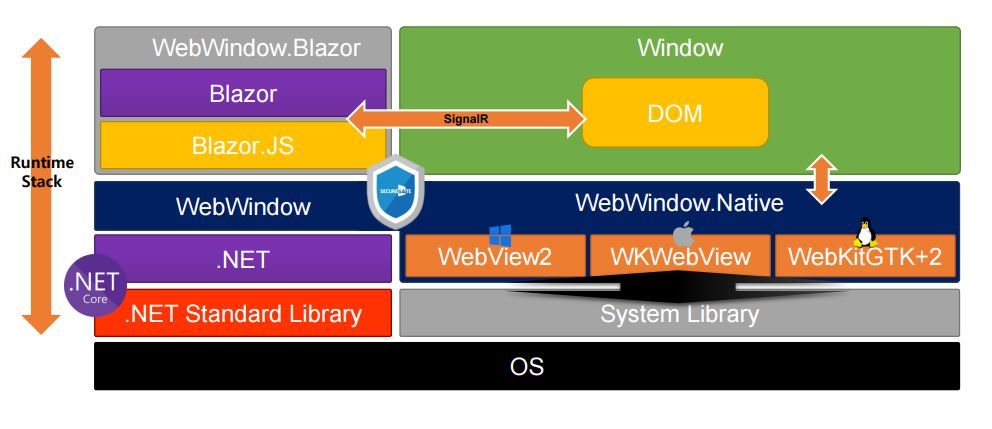 WebWindow.Blazor
Window
Blazor
DOM
SignalR
Blazor.JS
Runtime
Stack
WebWindow
WebWindow.Native
.NET
WebView2
WKWebView
WebKitGTK+2
.NET
Core
.NET Standard Library
System Library
OS